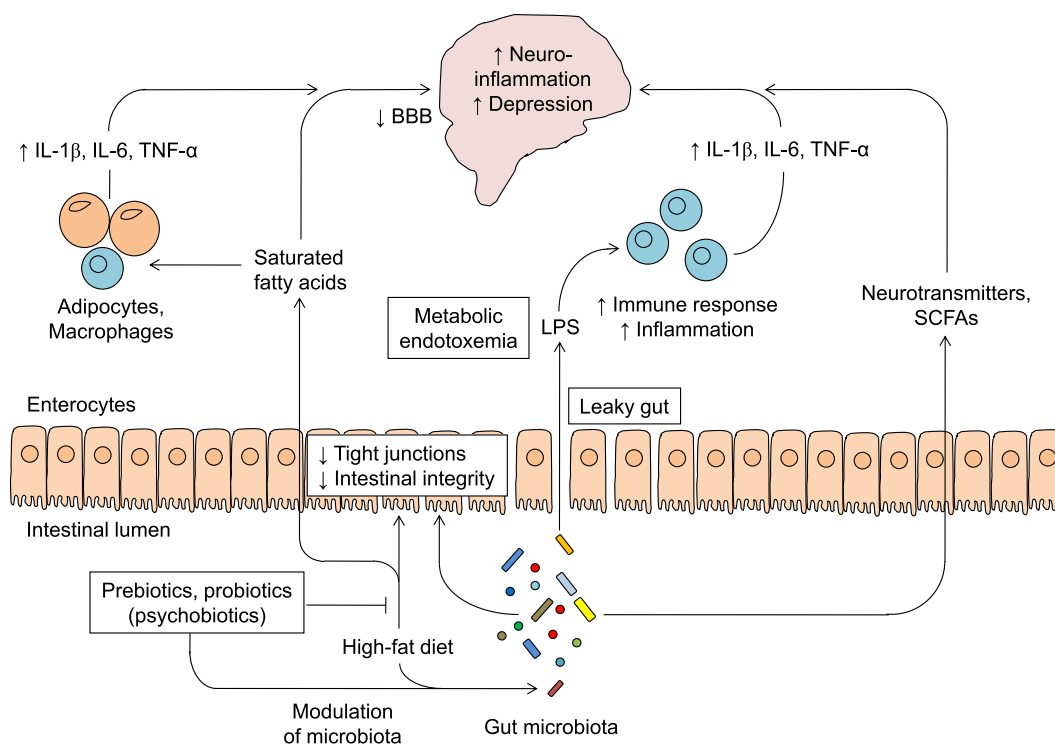 ↑ Neuro-
inflammation
↑ Depression
↓ BBB
↑ IL-1β, IL-6, TNF-α
↑ IL-1β, IL-6, TNF-α
Saturated
fatty acids
Adipocytes,
Macrophages
Metabolic
endotoxemia
LPS
↑ Immune response
↑ Inflammation
Neurotransmitters,
SCFAs
Enterocytes
Leaky gut
↓ Tight junctions
↓ Intestinal integrity
Intestinal lumen
Prebiotics, probiotics
(psychobiotics)
High-fat diet
Modulation
of microbiota
Gut microbiota